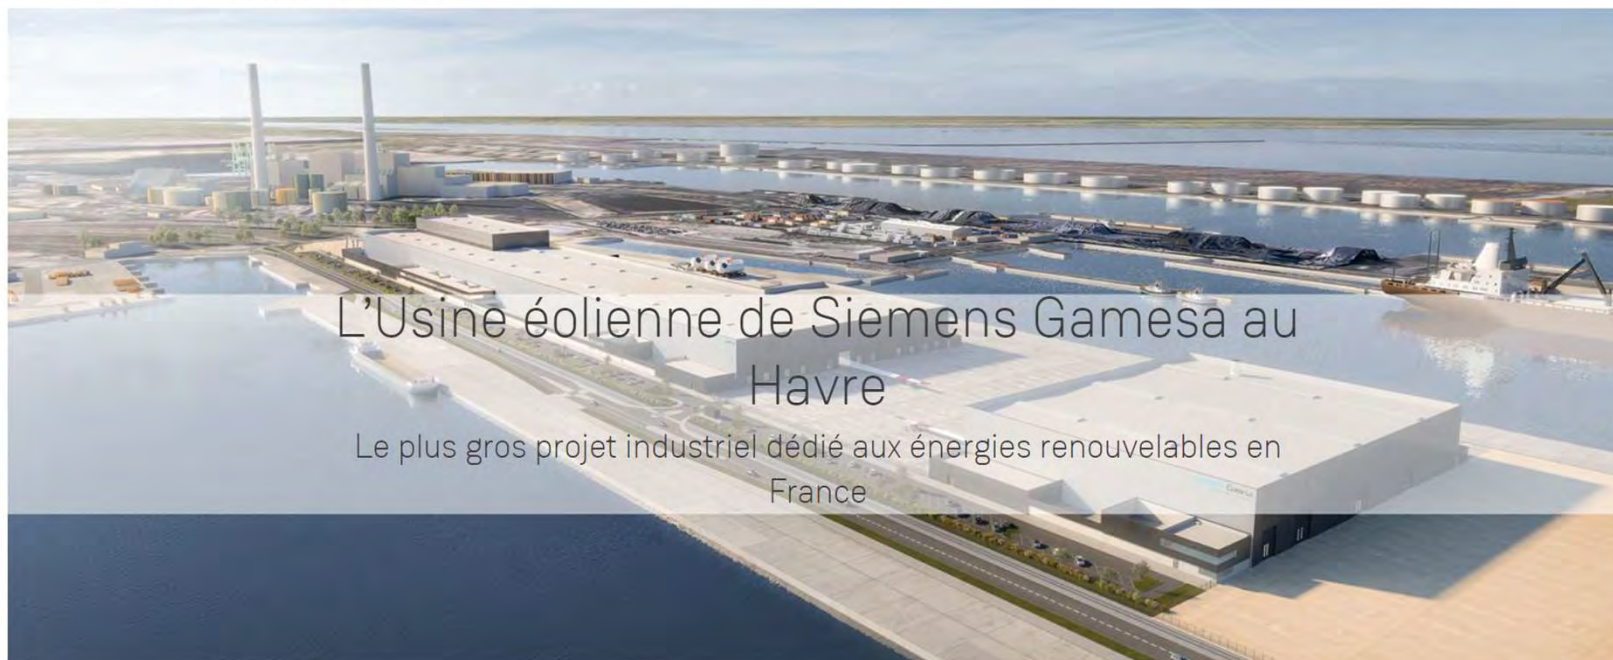 L'Usine éolienne de Siemens Gamesa au
Havre
Le plus gros projet industriel dédié aux énergies renouvelables en
France